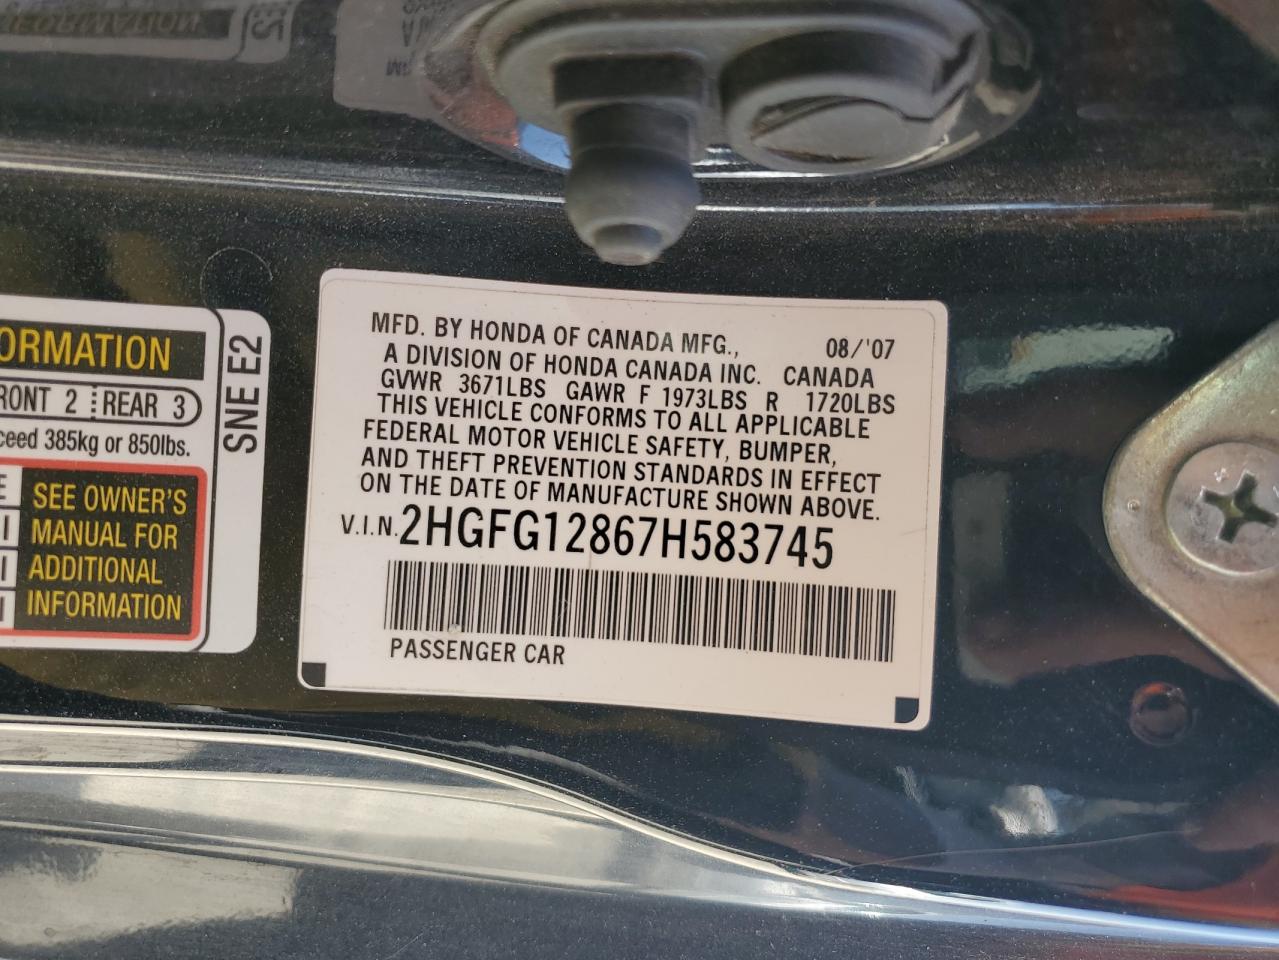 ORMATION
RONT 2 REAR 3
ceed 385kg or 850lbs.
SEE OWNER'S
MANUAL FOR
ADDITIONAL
INFORMATION
SNE E2
MFD. BY HONDA OF CANADA MFG., 08/'07
A DIVISION OF HONDA CANADA INC. CANADA
GVWR 3671LBS GAWR F 1973LBS R 1720LBS
THIS VEHICLE CONFORMS TO ALL APPLICABLE
FEDERAL MOTOR VEHICLE SAFETY, BUMPER,
AND THEFT PREVENTION STANDARDS IN EFFECT
ON THE DATE OF MANUFACTURE SHOWN ABOVE.
V.I.N. 2HGFG12867H583745
PASSENGER CAR